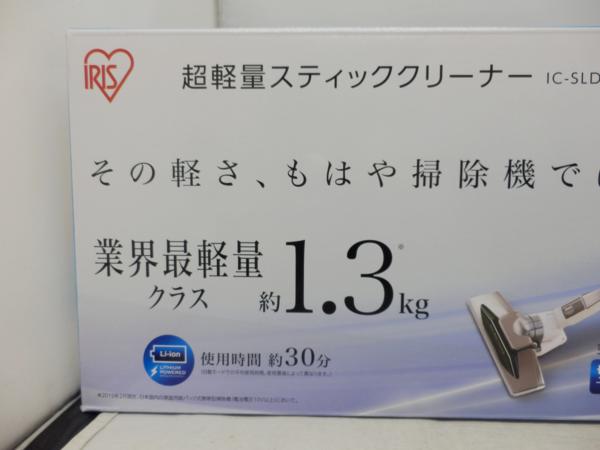 IRIS
超軽量スティッククリーナー IC-SLD
その軽さ、もはや掃除機では
業界最軽量
クラス 約1.3kg
※
Li-ion
LITHIUM
POWERED
使用時間 約30分